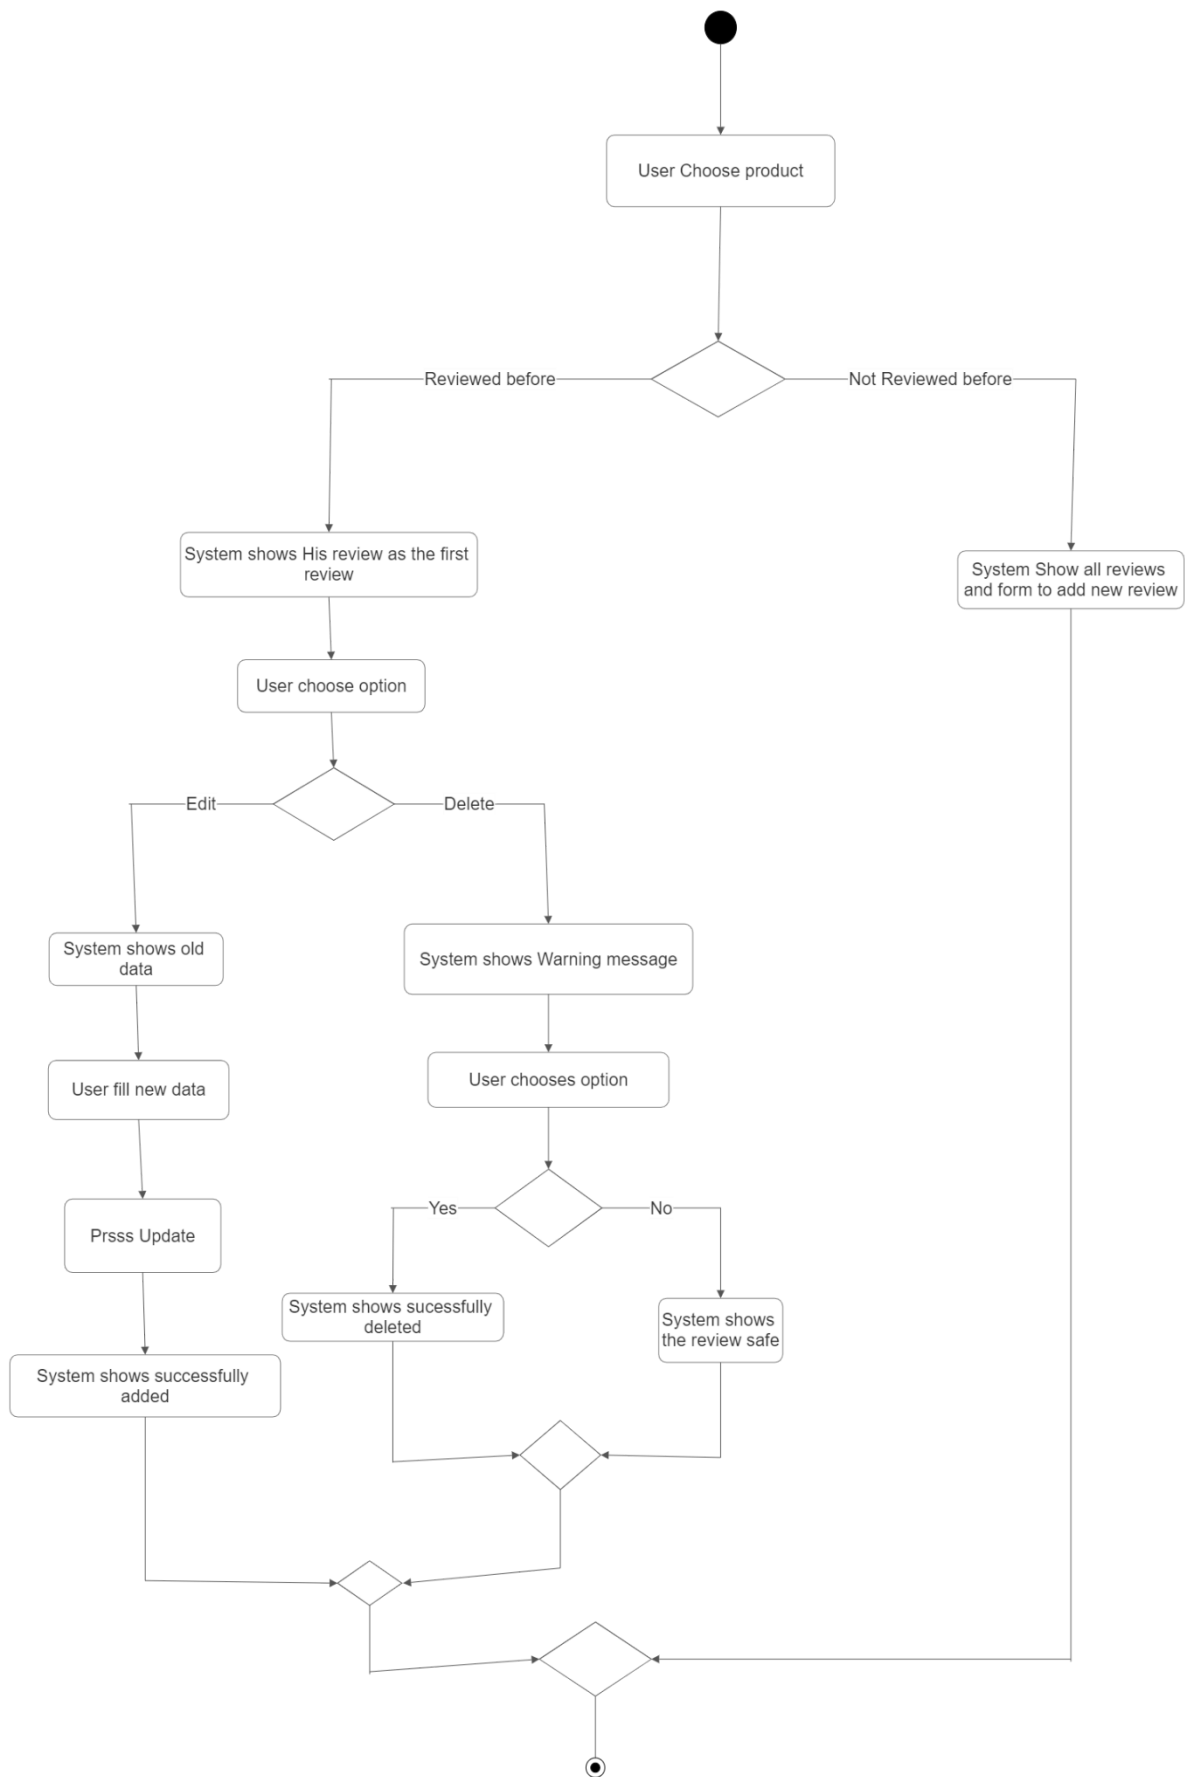 User Choose product
Reviewed before
Not Reviewed before
System shows His review as the first
review
System Show all reviews
and form to add new review
User choose option
Edit
Delete
System shows old
data
System shows Warning message
User fill new data
User chooses option
Prsss Update
Yes
No
System shows sucessfully
deleted
System shows
the review safe
System shows successfully
added